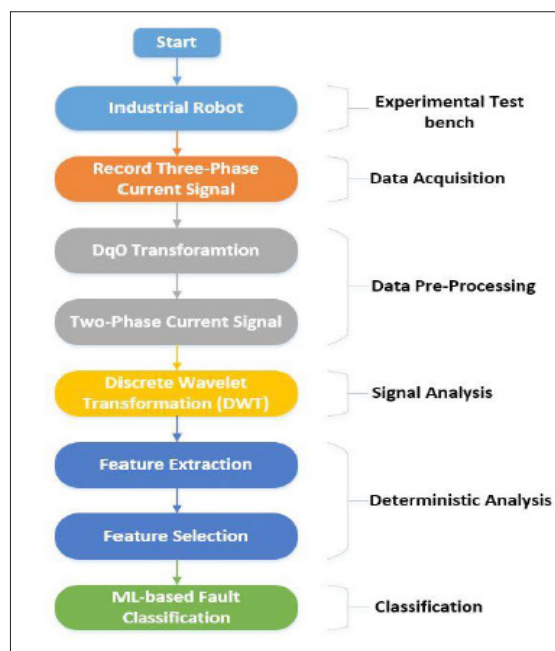 Start
Industrial Robot
Experimental Test
bench
Record Three-Phase
Current Signal
Data Acquisition
DqO Transforamtion
Data Pre-Processing
Two-Phase Current Signal
Discrete Wavelet
Transformation (DWT)
Signal Analysis
Feature Extraction
Deterministic Analysis
Feature Selection
ML-based Fault
Classification
Classification